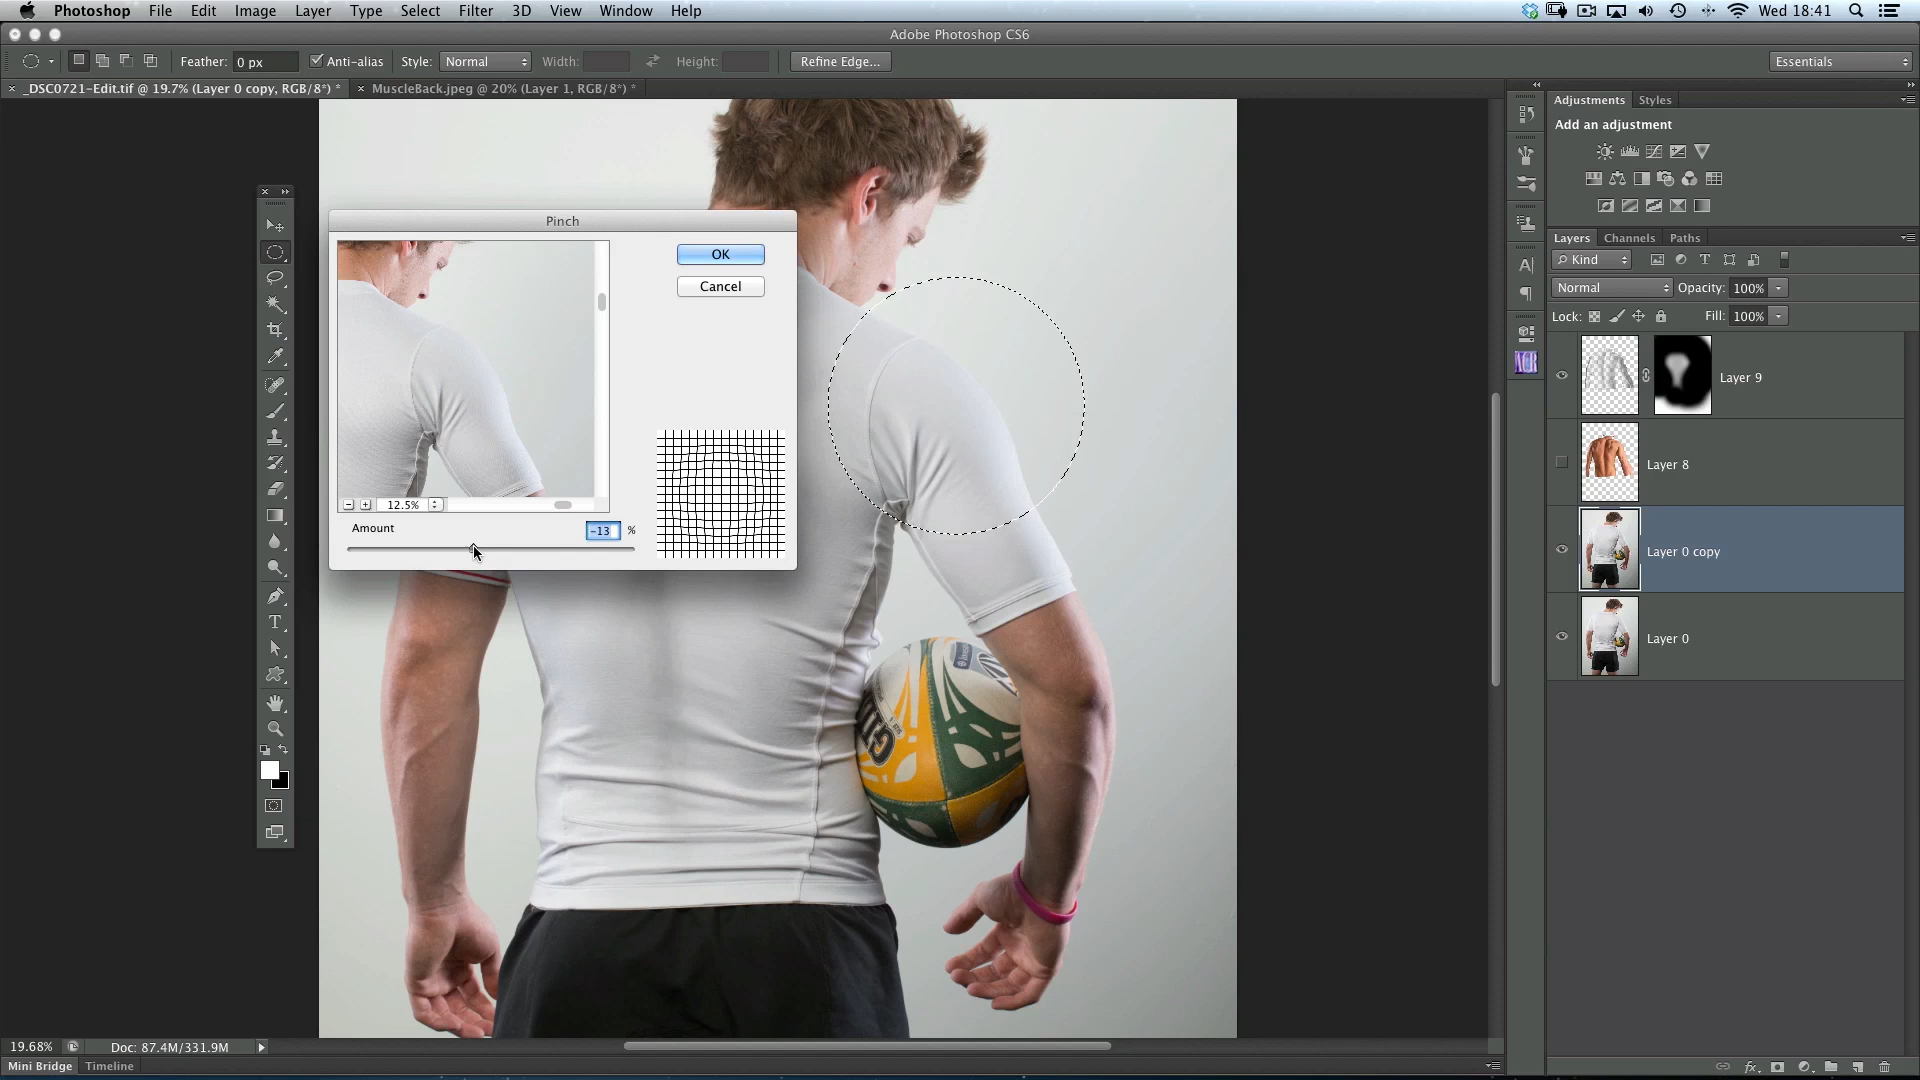 Photoshop File Edit Image Layer Type Select Filter 3D View Window Help Wed 18:41
Adobe Photoshop CS6
Feather: 0 px Anti-alias Style: Normal Width: Height: Refine Edge... Essentials
_DSC0721-Edit.tif @ 19.7% (Layer 0 copy, RGB/8*) * MuscleBack.jpeg @ 20% (Layer 1, RGB/8*) *
Adjustments Styles
Add an adjustment
Pinch
OK
Cancel
12.5%
Amount -13 %
Layers Channels Paths
Kind
Normal Opacity: 100%
Lock: Fill: 100%
Layer 9
Layer 8
Layer 0 copy
Layer 0
19.68% Doc: 87.4M/331.9M
Mini Bridge Timeline